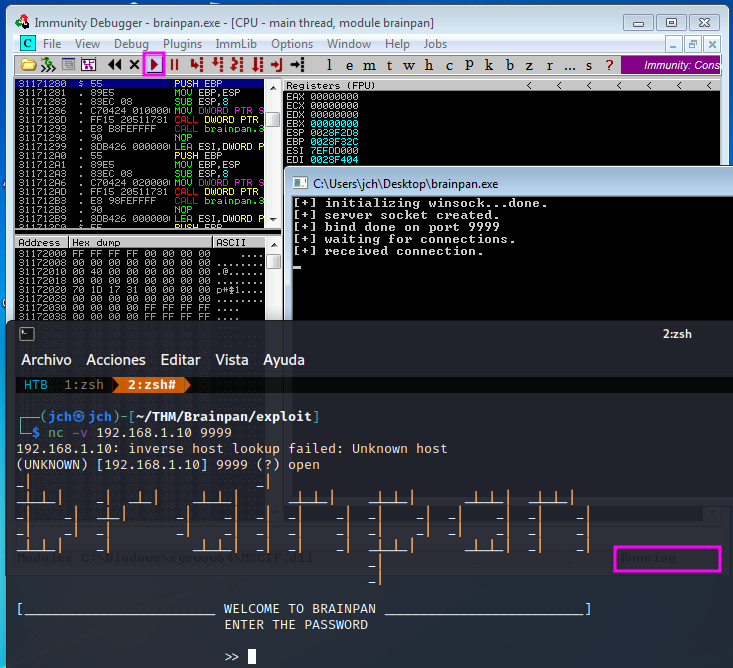 Immunity Debugger - brainpan.exe - [CPU - main thread, module brainpan]
C File View Debug Plugins ImmLib Options Window Help Jobs
l e m t w h c p k b z r ... s ? Immunity: Cons
31171280 $ 55 PUSH EBP
31171281 . 89E5 MOV EBP,ESP
31171283 . 83EC 08 SUB ESP,8
31171286 . C70424 010000 MOV DWORD PTR S
3117128D . FF15 20511731 CALL DWORD PTR
31171293 . E8 B8FEFFFF CALL brainpan.3
31171298 . 90 NOP
31171299 . 8DB426 000000 LEA ESI,DWORD P
311712A0 . 55 PUSH EBP
311712A1 . 89E5 MOV EBP,ESP
311712A3 . 83EC 08 SUB ESP,8
311712A6 . C70424 020000 MOV DWORD PTR S
311712AD . FF15 20511731 CALL DWORD PTR
311712B3 . E8 98FEFFFF CALL brainpan.3
311712B8 . 90 NOP
311712B9 . 8DB426 000000 LEA ESI,DWORD P
Registers (FPU) < < < < < < <
EAX 00000000
ECX 00000000
EDX 00000000
EBX 00000000
ESP 0028F2D8
EBP 0028F32C
ESI 7EFDD000
EDI 0028F404
C:\Users\jch\Desktop\brainpan.exe
[+] initializing winsock...done.
[+] server socket created.
[+] bind done on port 9999
[+] waiting for connections.
[+] received connection.
Address Hex dump ASCII
31172000 FF FF FF FF 00 00 00 00 ....
31172008 00 00 00 00 00 00 00 00 ........
31172010 00 40 00 00 00 00 00 00 .@......
31172018 00 00 00 00 00 00 00 00 ........
31172020 70 1D 17 31 00 00 00 00 p#$1....
31172028 00 00 00 00 00 00 00 00 ........
31172030 00 00 00 00 FF FF FF FF ....
2:zsh
Archivo Acciones Editar Vista Ayuda
HTB 1:zsh 2:zsh#
(jch㉿jch)-[~/THM/Brainpan/exploit]
$ nc -v 192.168.1.10 9999
192.168.1.10: inverse host lookup failed: Unknown host
(UNKNOWN) [192.168.1.10] 9999 (?) open
brainpan
Modules C:\Windows\syswow64\MSCTF.dll Running
[________________________ WELCOME TO BRAINPAN _________________________]
ENTER THE PASSWORD
>>